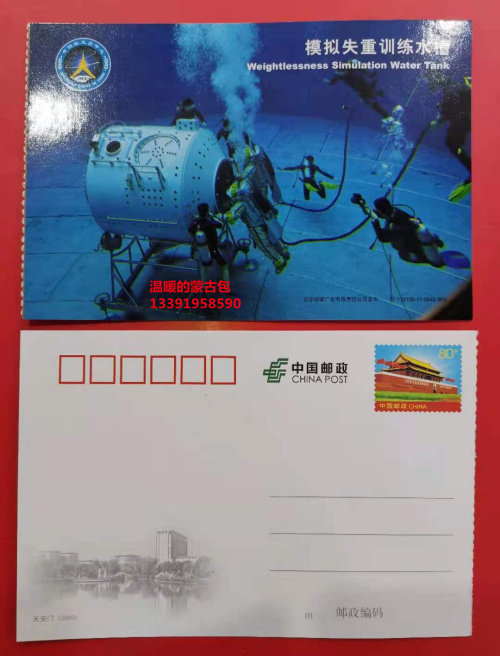 模拟失重训练水槽
Weightlessness Simulation Water Tank
温暖的蒙古包
13391958590
中国邮政
CHINA POST
80分
中国邮政 CHINA
天安门
01
邮政编码